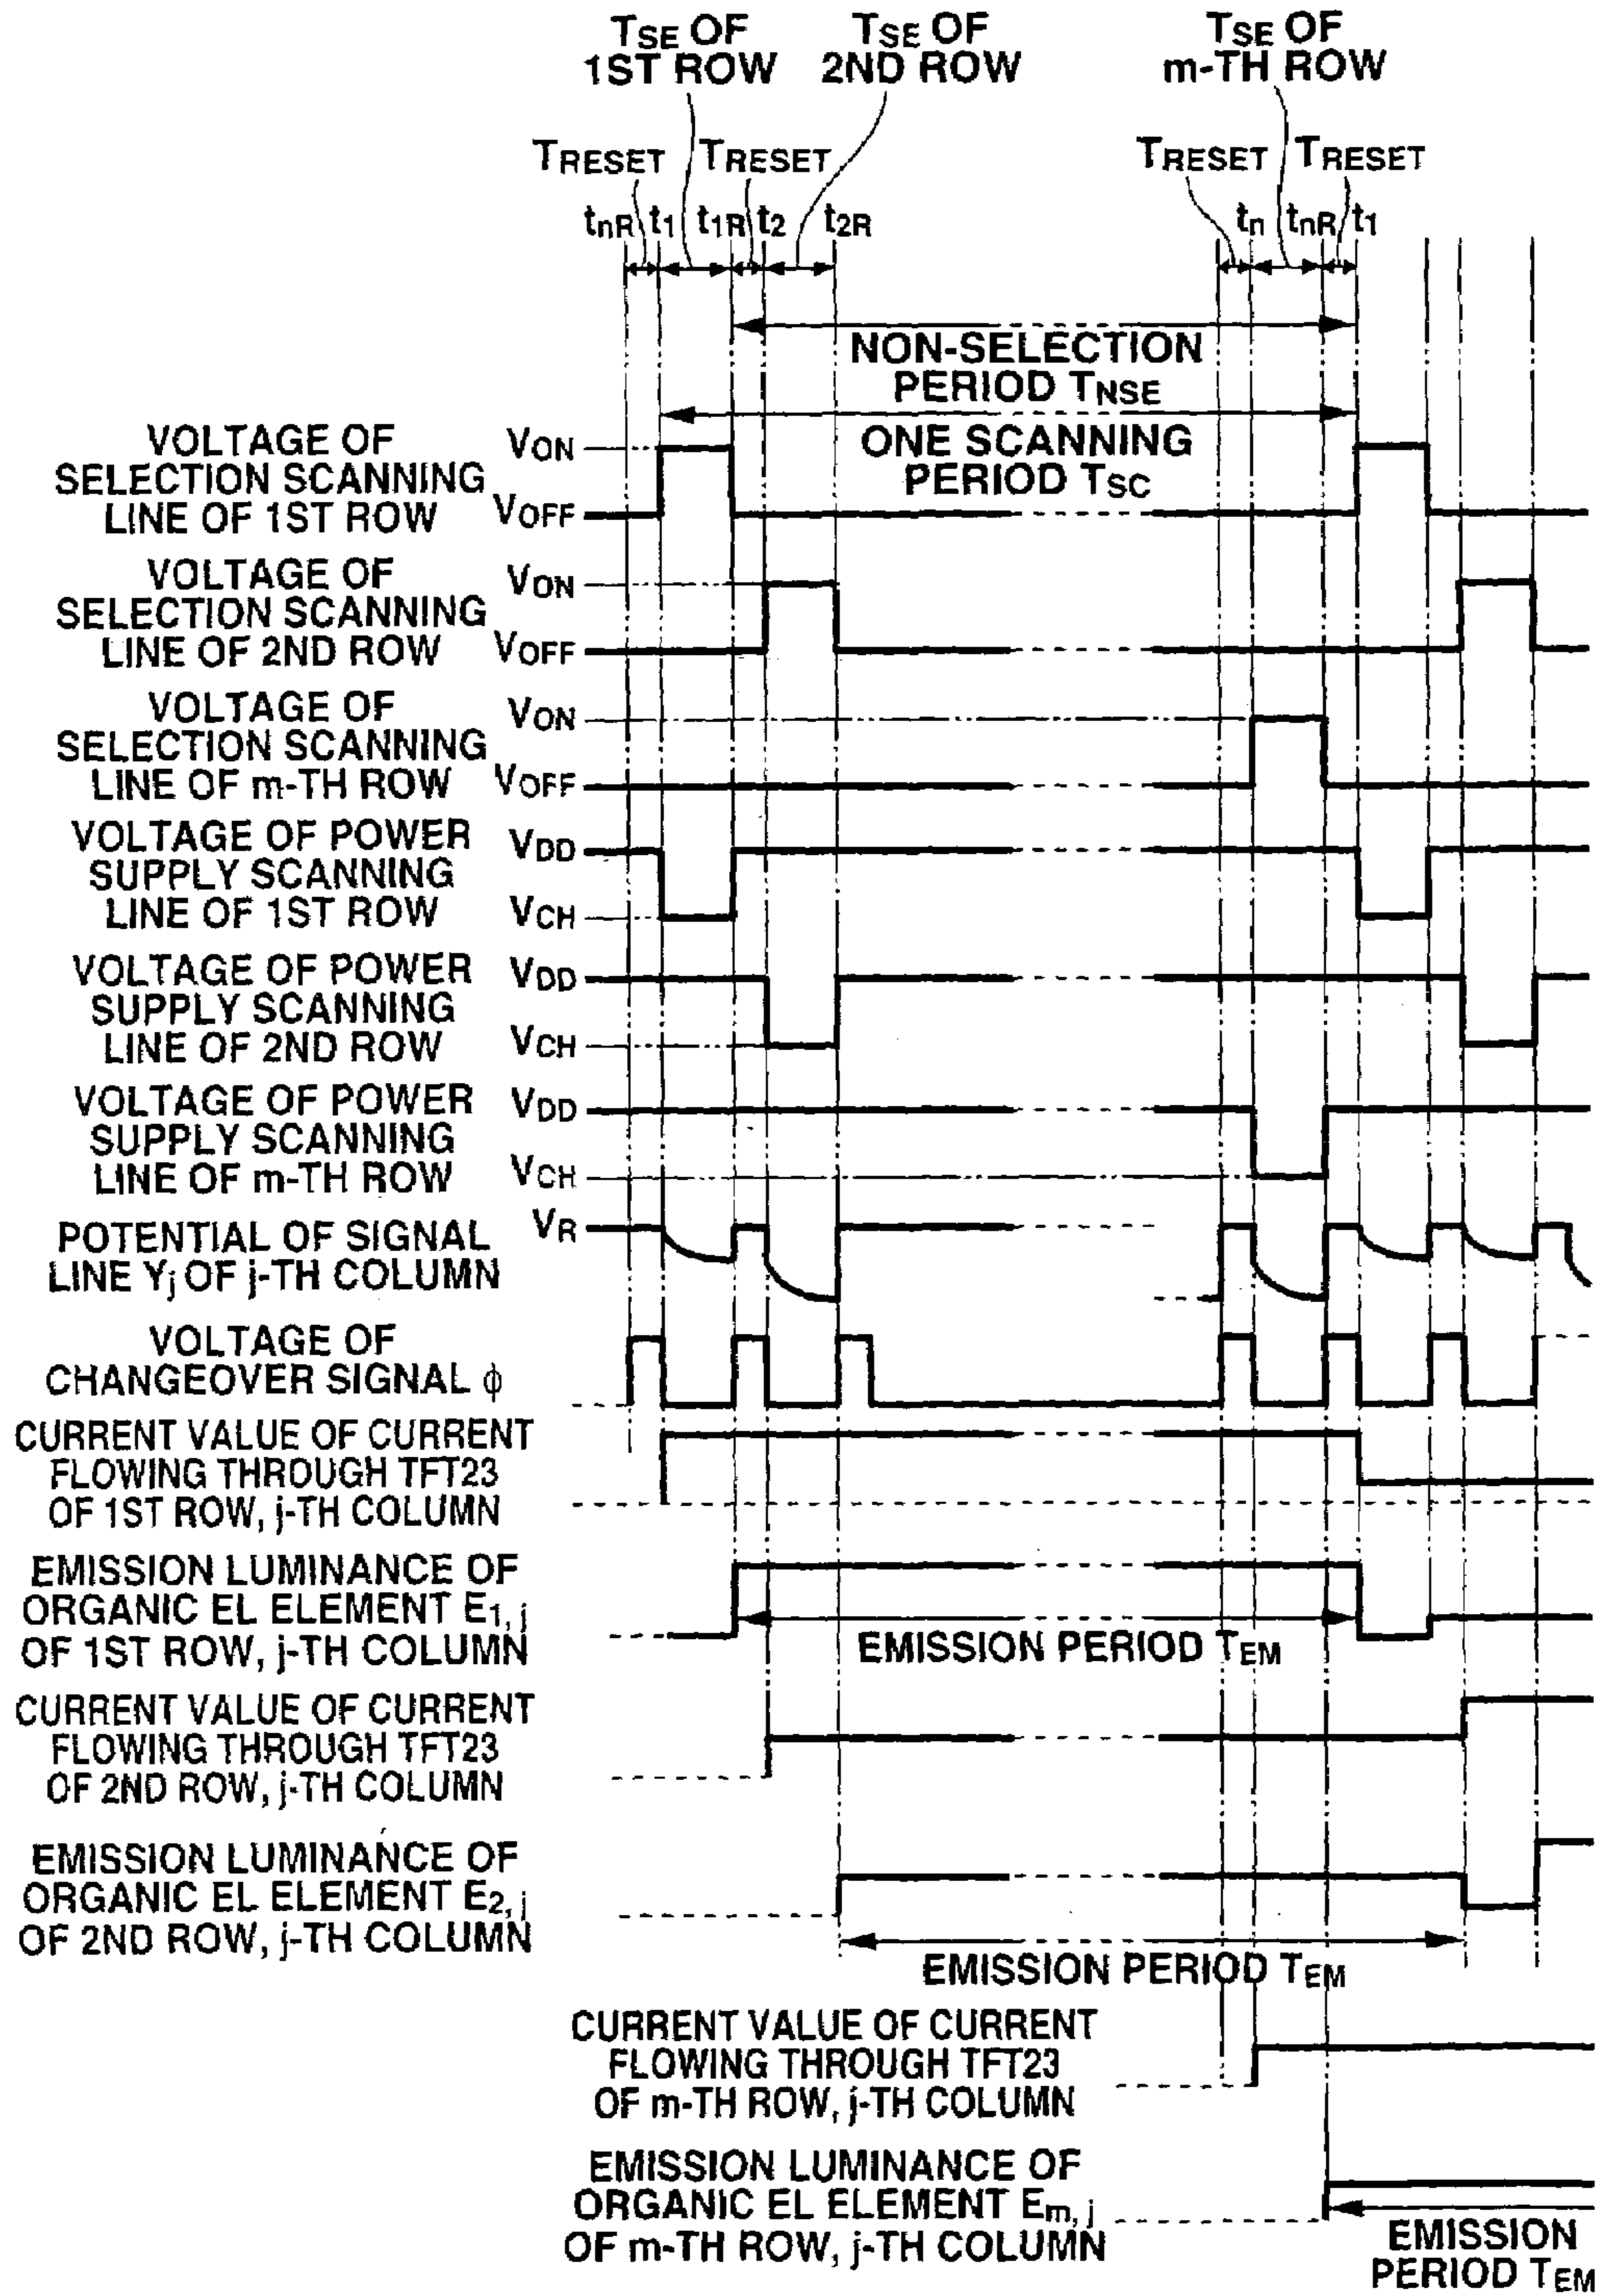 TSE OF
1ST ROW
TSE OF
2ND ROW
TSE OF
m-TH ROW
TRESET TRESET
TRESET TRESET
tnR t1 t1R t2 t2R
tn tnR t1
NON-SELECTION
PERIOD TNSE
ONE SCANNING
PERIOD TSC
VOLTAGE OF
SELECTION SCANNING
LINE OF 1ST ROW
VON
VOFF
VOLTAGE OF
SELECTION SCANNING
LINE OF 2ND ROW
VON
VOFF
VOLTAGE OF
SELECTION SCANNING
LINE OF m-TH ROW
VON
VOFF
VOLTAGE OF POWER
SUPPLY SCANNING
LINE OF 1ST ROW
VDD
VCH
VOLTAGE OF POWER
SUPPLY SCANNING
LINE OF 2ND ROW
VDD
VCH
VOLTAGE OF POWER
SUPPLY SCANNING
LINE OF m-TH ROW
VDD
VCH
POTENTIAL OF SIGNAL
LINE Yj OF j-TH COLUMN
VR
VOLTAGE OF
CHANGEOVER SIGNAL ϕ
CURRENT VALUE OF CURRENT
FLOWING THROUGH TFT23
OF 1ST ROW, j-TH COLUMN
EMISSION LUMINANCE OF
ORGANIC EL ELEMENT E1, j
OF 1ST ROW, j-TH COLUMN
EMISSION PERIOD TEM
CURRENT VALUE OF CURRENT
FLOWING THROUGH TFT23
OF 2ND ROW, j-TH COLUMN
EMISSION LUMINANCE OF
ORGANIC EL ELEMENT E2, j
OF 2ND ROW, j-TH COLUMN
EMISSION PERIOD TEM
CURRENT VALUE OF CURRENT
FLOWING THROUGH TFT23
OF m-TH ROW, j-TH COLUMN
EMISSION LUMINANCE OF
ORGANIC EL ELEMENT Em, j
OF m-TH ROW, j-TH COLUMN
EMISSION
PERIOD TEM